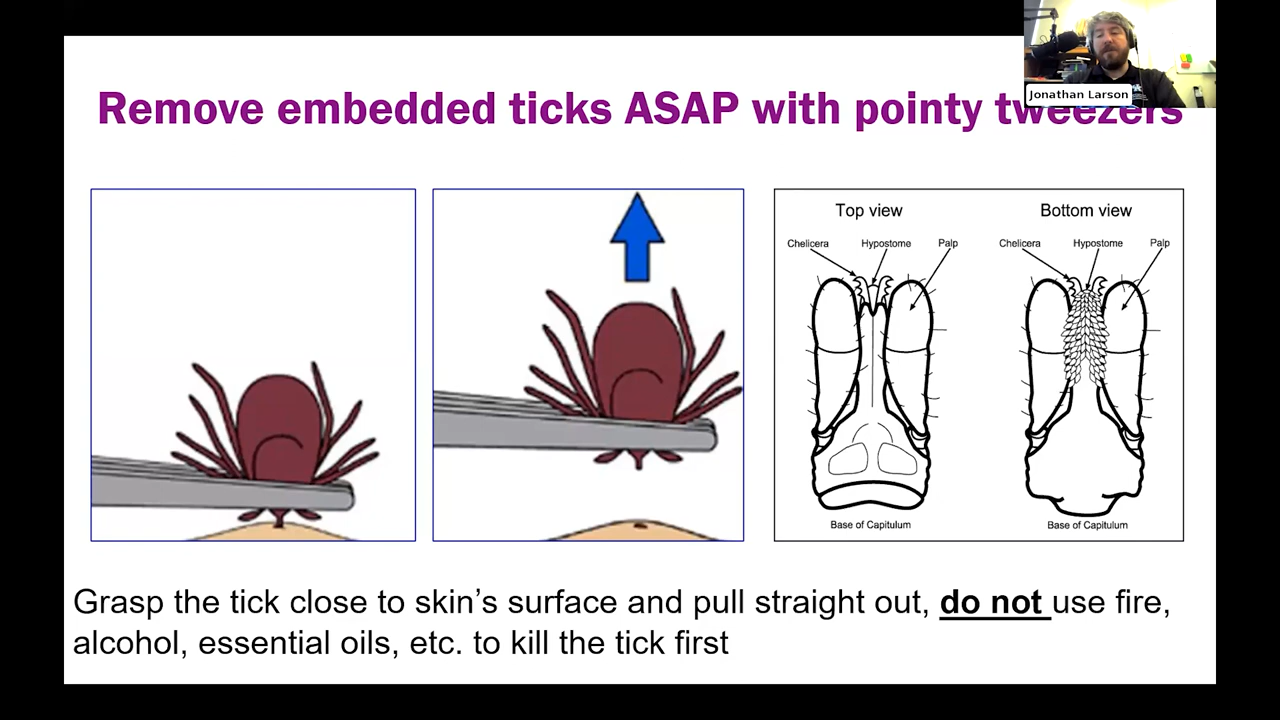 Remove embedded ticks ASAP with pointy tweezers
Jonathan Larson
Top view
Bottom view
Chelicera
Hypostome
Palp
Chelicera
Hypostome
Palp
Base of Capitulum
Base of Capitulum
Grasp the tick close to skin’s surface and pull straight out, do not use fire,
alcohol, essential oils, etc. to kill the tick first